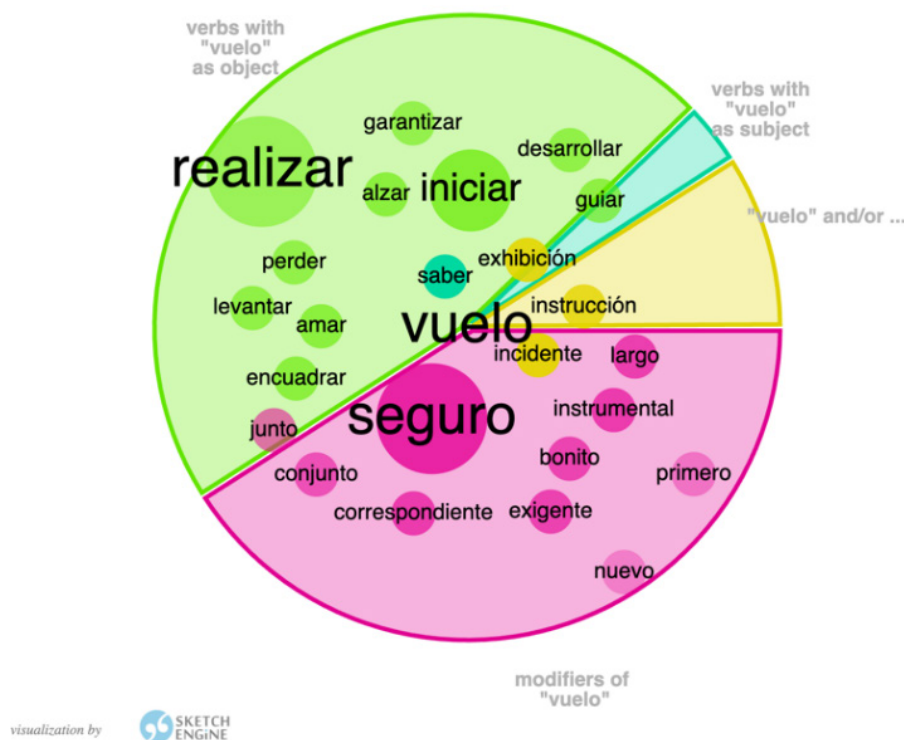 verbs with
"vuelo"
as object
verbs with
"vuelo"
as subject
"vuelo" and/or ...
garantizar
desarrollar
realizar
alzar
iniciar
guiar
perder
saber
exhibición
levantar
amar
vuelo
instrucción
encuadrar
incidente
largo
junto
seguro
instrumental
conjunto
bonito
primero
correspondiente
exigente
nuevo
modifiers of
"vuelo"
visualization by
SKETCH
ENGINE